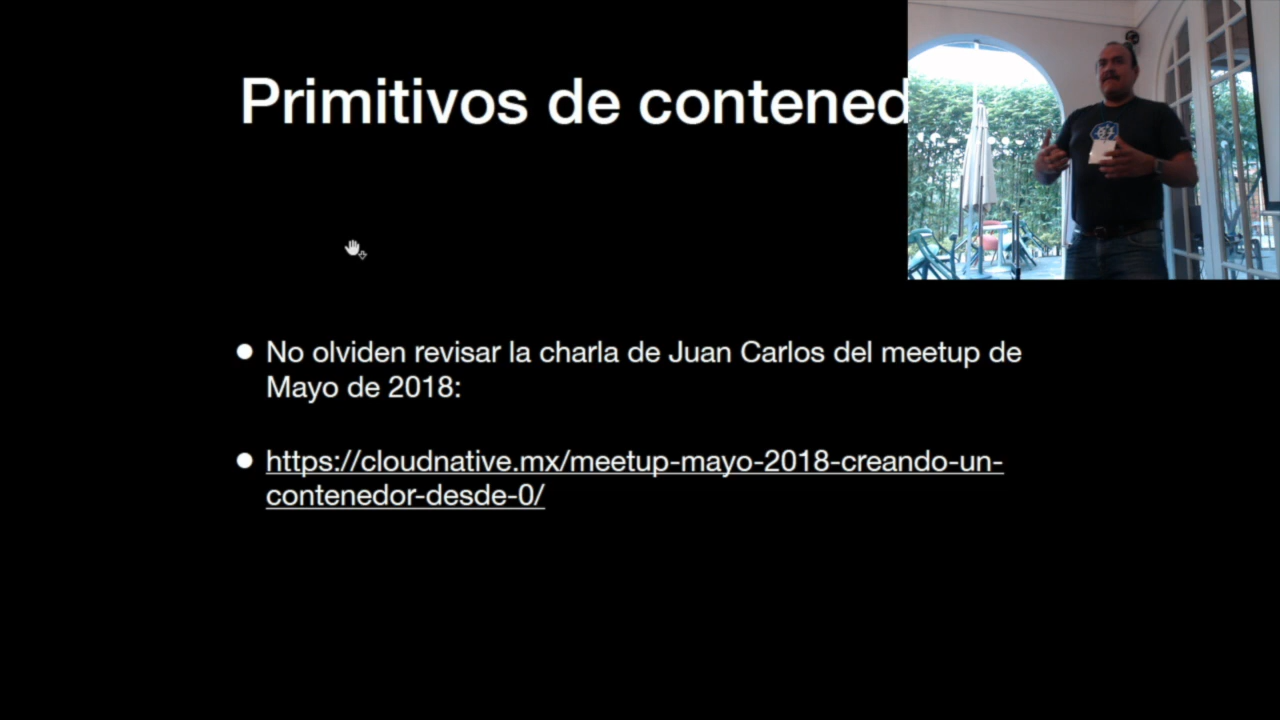 Primitivos de contened
● No olviden revisar la charla de Juan Carlos del meetup de
Mayo de 2018:
● https://cloudnative.mx/meetup-mayo-2018-creando-un-
contenedor-desde-0/